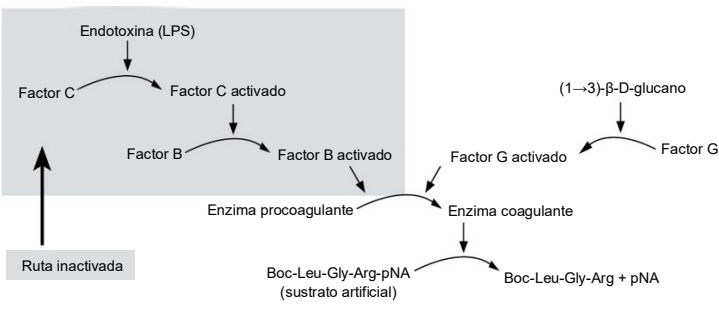 Endotoxina (LPS)
Factor C
Factor C activado
(1→3)-β-D-glucano
Factor B
Factor B activado
Factor G activado
Factor G
Enzima procoagulante
Enzima coagulante
Ruta inactivada
Boc-Leu-Gly-Arg-pNA
(sustrato artificial)
Boc-Leu-Gly-Arg + pNA